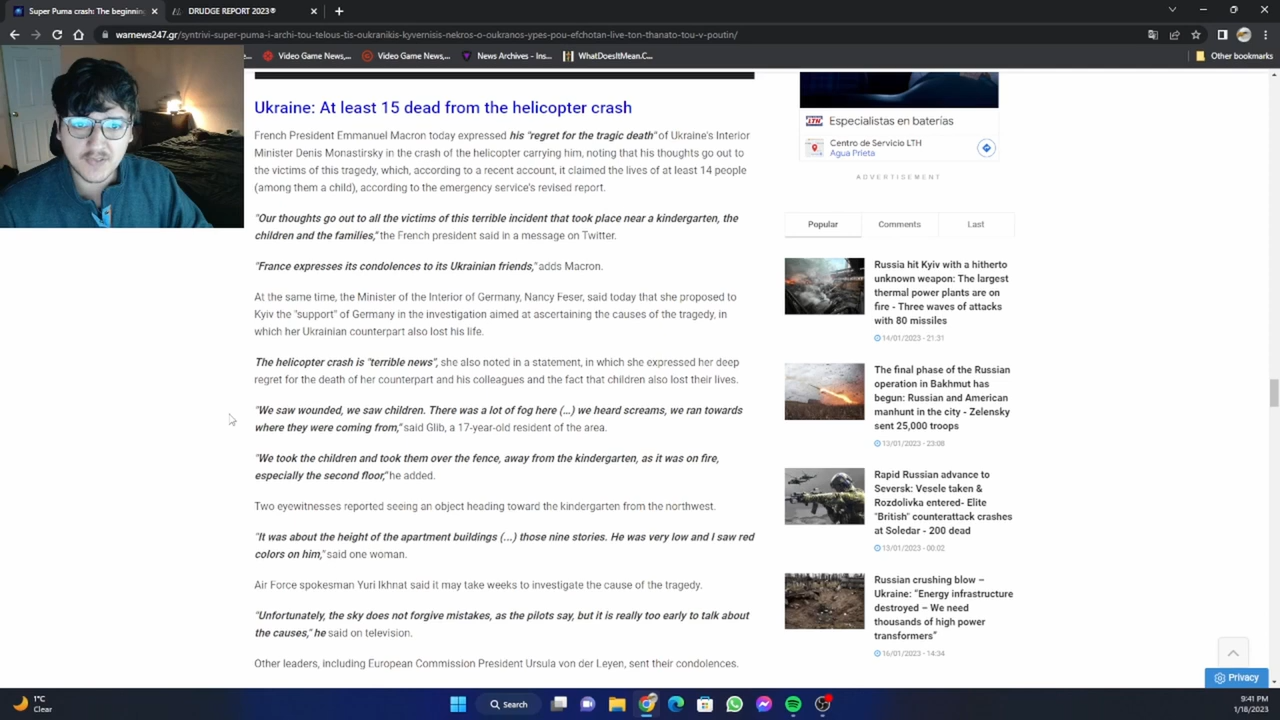 Super Puma crash: The beginning
DRUDGE REPORT 2023®
warnews247.gr/syntrivi-super-puma-i-archi-tou-telous-tis-oukranikis-kyvernisis-nekros-o-oukranos-ypes-pou-efchotan-live-ton-thanato-tou-v-poutin/
Video Game News,...
Video Game News,...
News Archives - Ins...
WhatDoesItMean.C...
Other bookmarks
Ukraine: At least 15 dead from the helicopter crash
French President Emmanuel Macron today expressed his "regret for the tragic death" of Ukraine's Interior
Minister Denis Monastirsky in the crash of the helicopter carrying him, noting that his thoughts go out to
the victims of this tragedy, which, according to a recent account, it claimed the lives of at least 14 people
(among them a child), according to the emergency service's revised report.
"Our thoughts go out to all the victims of this terrible incident that took place near a kindergarten, the
children and the families," the French president said in a message on Twitter.
"France expresses its condolences to its Ukrainian friends," adds Macron.
At the same time, the Minister of the Interior of Germany, Nancy Feser, said today that she proposed to
Kyiv the "support" of Germany in the investigation aimed at ascertaining the causes of the tragedy, in
which her Ukrainian counterpart also lost his life.
The helicopter crash is "terrible news", she also noted in a statement, in which she expressed her deep
regret for the death of her counterpart and his colleagues and the fact that children also lost their lives.
"We saw wounded, we saw children. There was a lot of fog here (...) we heard screams, we ran towards
where they were coming from," said Glib, a 17-year-old resident of the area.
"We took the children and took them over the fence, away from the kindergarten, as it was on fire,
especially the second floor," he added.
Two eyewitnesses reported seeing an object heading toward the kindergarten from the northwest.
"It was about the height of the apartment buildings (...) those nine stories. He was very low and I saw red
colors on him," said one woman.
Air Force spokesman Yuri Ikhnat said it may take weeks to investigate the cause of the tragedy.
"Unfortunately, the sky does not forgive mistakes, as the pilots say, but it is really too early to talk about
the causes," he said on television.
Other leaders, including European Commission President Ursula von der Leyen, sent their condolences.
LTH
Especialistas en baterías
Centro de Servicio LTH
Agua Prieta
ADVERTISEMENT
Popular
Comments
Last
Russia hit Kyiv with a hitherto
unknown weapon: The largest
thermal power plants are on
fire - Three waves of attacks
with 80 missiles
14/01/2023 - 21:31
The final phase of the Russian
operation in Bakhmut has
begun: Russian and American
manhunt in the city - Zelensky
sent 25,000 troops
13/01/2023 - 23:08
Rapid Russian advance to
Seversk: Vesele taken &
Rozdolivka entered- Elite
"British" counterattack crashes
at Soledar - 200 dead
13/01/2023 - 00:02
Russian crushing blow –
Ukraine: "Energy infrastructure
destroyed – We need
thousands of high power
transformers"
16/01/2023 - 14:34
Privacy
1°C
Clear
Search
9:41 PM
1/18/2023